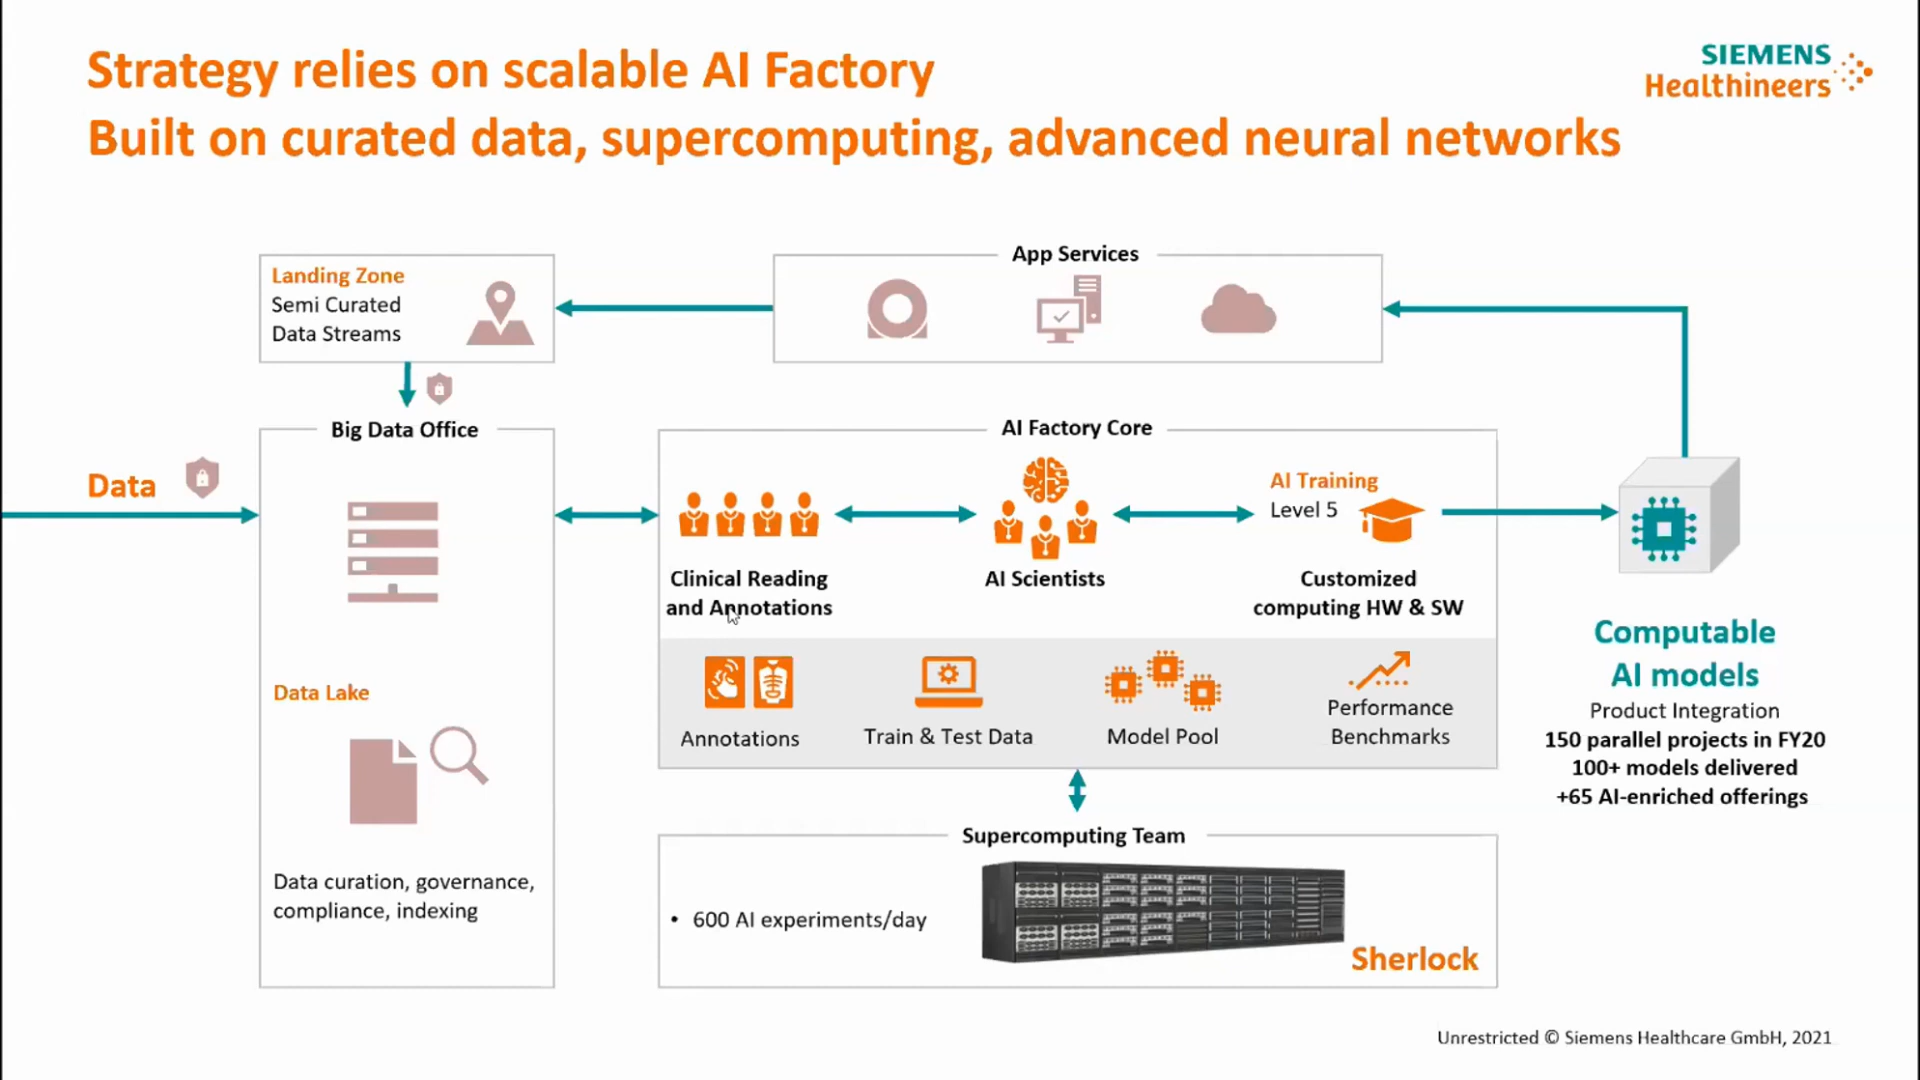 Strategy relies on scalable AI Factory
Built on curated data, supercomputing, advanced neural networks
SIEMENS
Healthineers
Landing Zone
Semi Curated
Data Streams
App Services
Data
Big Data Office
Data Lake
Data curation, governance,
compliance, indexing
AI Factory Core
Clinical Reading
and Annotations
AI Scientists
AI Training
Level 5
Customized
computing HW & SW
Annotations
Train & Test Data
Model Pool
Performance
Benchmarks
Supercomputing Team
• 600 AI experiments/day
Sherlock
Computable
AI models
Product Integration
150 parallel projects in FY20
100+ models delivered
+65 AI-enriched offerings
Unrestricted © Siemens Healthcare GmbH, 2021